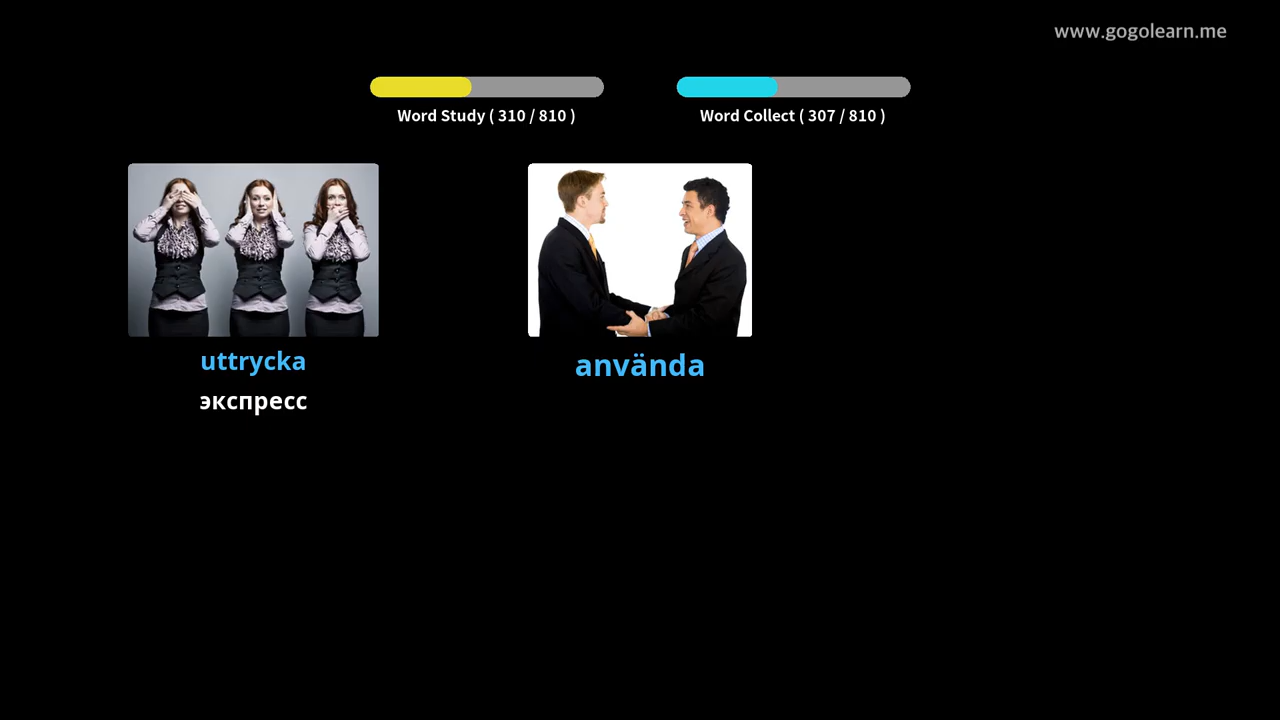 www.gogolearn.me
Word Study ( 310 / 810 )
Word Collect ( 307 / 810 )
uttrycka
экспресс
använda